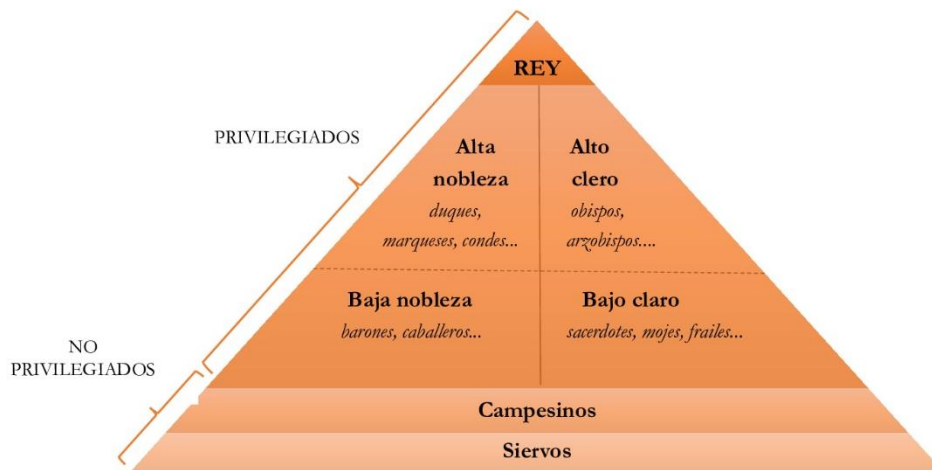 REY
PRIVILEGIADOS
Alta
nobleza
duques,
marqueses, condes...
Alto
clero
obispos,
arzobispos....
Baja nobleza
barones, caballeros...
Bajo claro
sacerdotes, mojes, frailes...
NO
PRIVILEGIADOS
Campesinos
Siervos